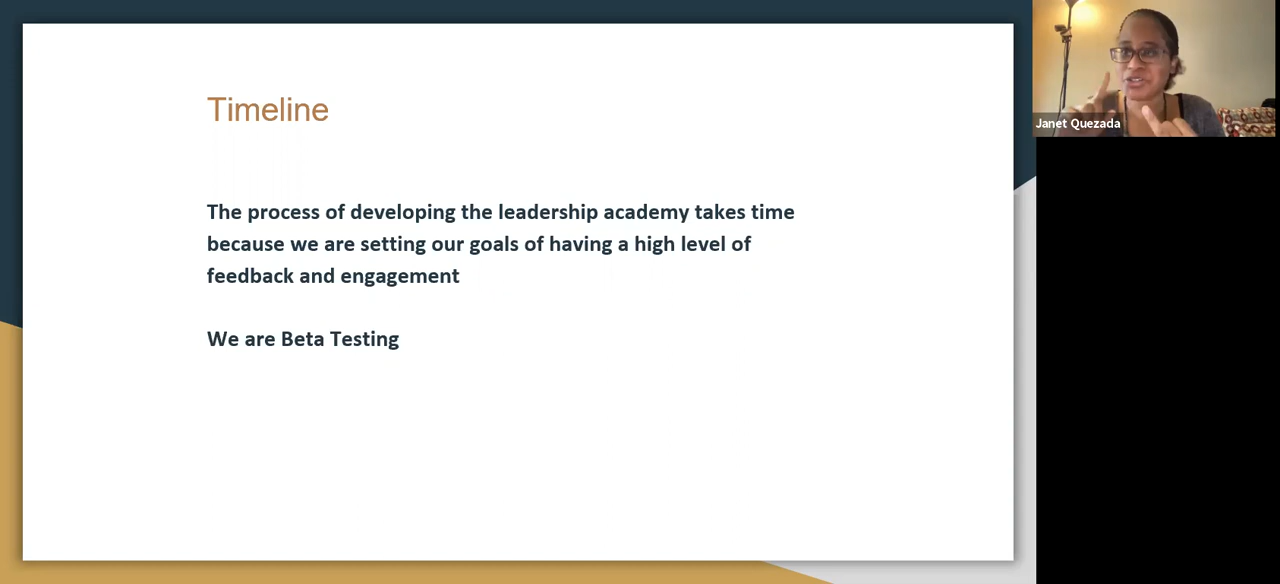 Timeline
The process of developing the leadership academy takes time
because we are setting our goals of having a high level of
feedback and engagement
We are Beta Testing
Janet Quezada